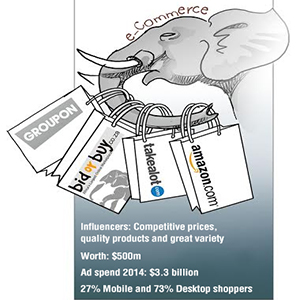 e-Commerce
GROUPON
bid or buy
.co.za
takealot
.com
amazon.com
Influencers: Competitive prices,
quality products and great variety
Worth: $500m
Ad spend 2014: $3.3 billion
27% Mobile and 73% Desktop shoppers